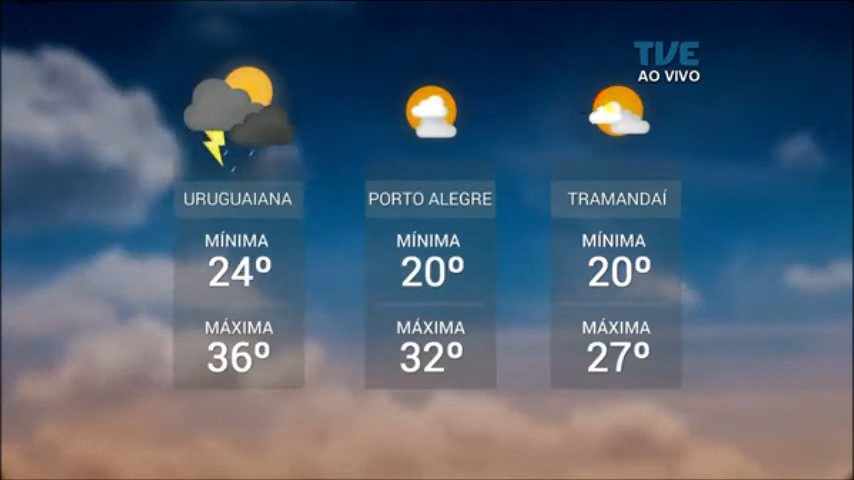 TVE
AO VIVO
URUGUAIANA
MÍNIMA
24º
MÁXIMA
36º
PORTO ALEGRE
MÍNIMA
20º
MÁXIMA
32º
TRAMANDAÍ
MÍNIMA
20º
MÁXIMA
27º